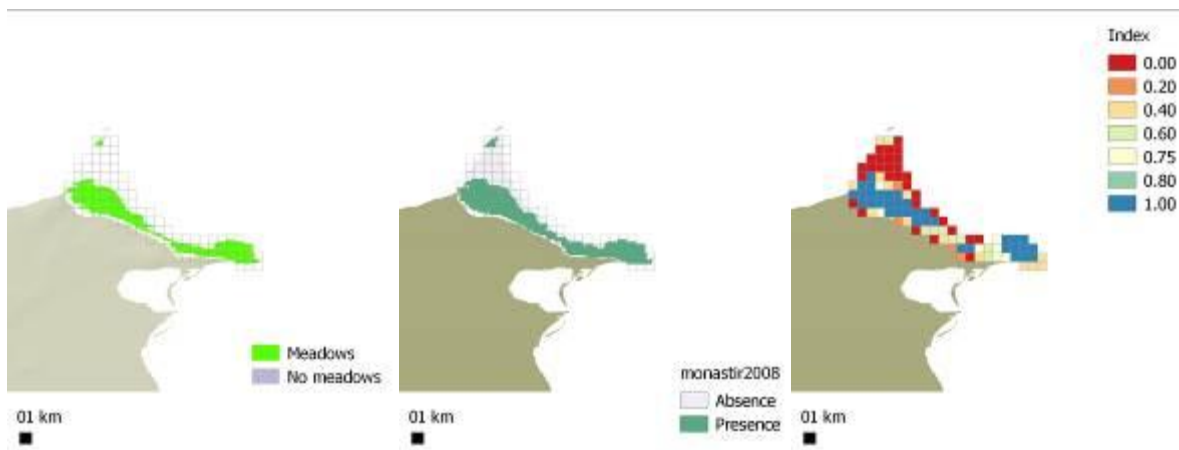 Meadows
No meadows
01 km
monastir2008
Absence
Presence
01 km
Index
0.00
0.20
0.40
0.60
0.75
0.80
1.00
01 km